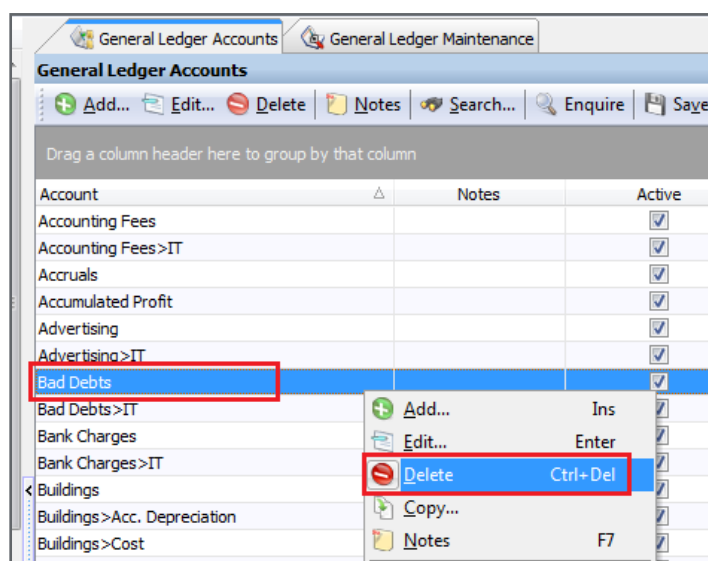 General Ledger Accounts General Ledger Maintenance
General Ledger Accounts
Add... Edit... Delete Notes Search... Enquire Save
Drag a column header here to group by that column
Account Notes Active
Accounting Fees
Accounting Fees>IT
Accruals
Accumulated Profit
Advertising
Advertising>IT
Bad Debts
Bad Debts>IT Add... Ins
Bank Charges Edit... Enter
Bank Charges>IT Delete Ctrl+Del
Buildings
Buildings>Acc. Depreciation Copy...
Buildings>Cost Notes F7